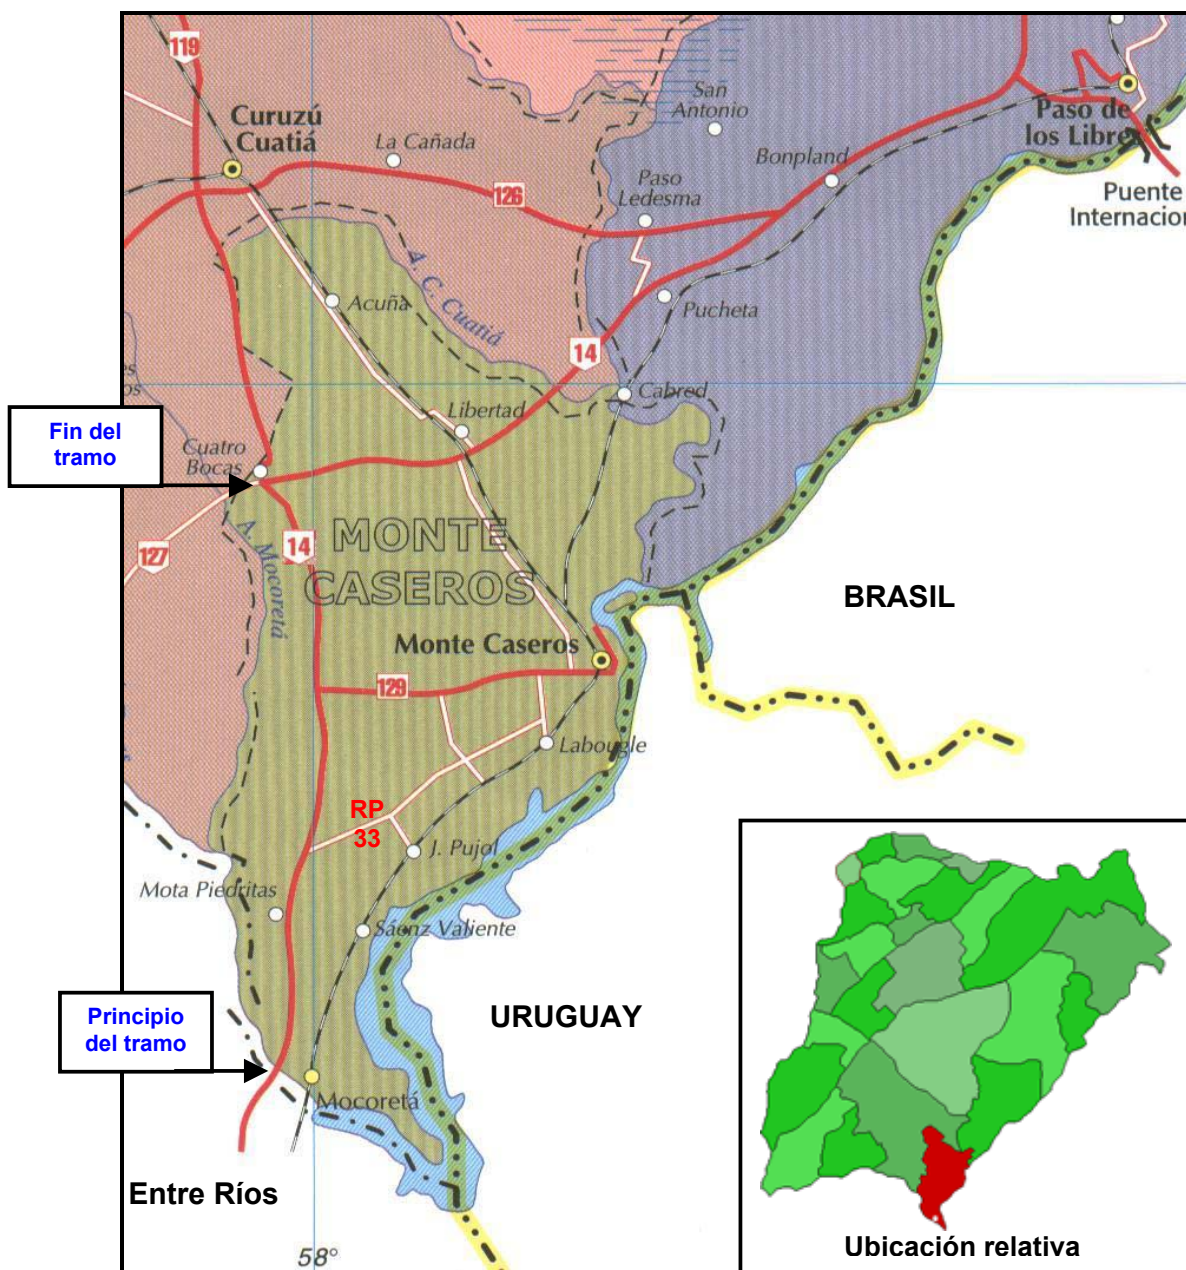 119
Curuzú
Cuatiá
La Cañada
San
Antonio
Paso de
los Libre
Bonpland
Paso
Ledesma
126
Puente
Internacion
A. C. Cuatiá
Acuña
Pucheta
14
Cabred
Libertad
Fin del
tramo
Cuatro
Bocas
127
A. Mocoretá
14
MONTE
CASEROS
BRASIL
Monte Caseros
129
Labougle
RP
33
J. Pujol
Mota Piedritas
Sáenz Valiente
Principio
del tramo
URUGUAY
Mocoretá
Entre Ríos
58°
Ubicación relativa